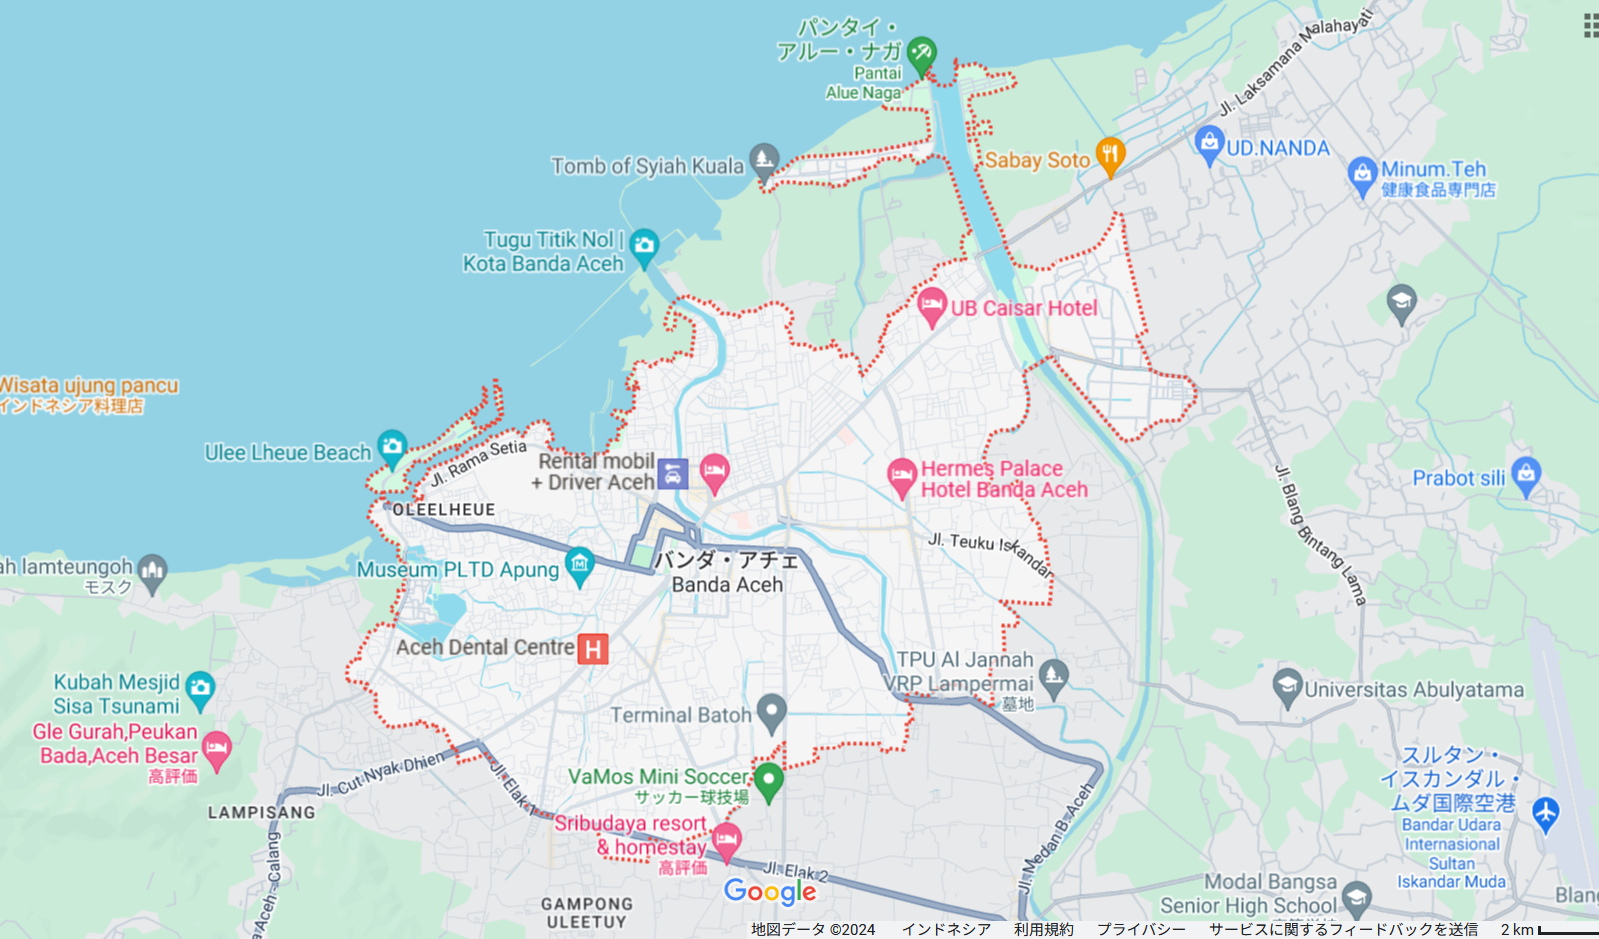 パンタイ・
アルー・ナガ
Pantai
Alue Naga
Jl. Laksamana Malahayati
Tomb of Syiah Kuala
Sabay Soto
UD.NANDA
Minum.Teh
健康食品専門店
Tugu Titik Nol |
Kota Banda Aceh
UB Caisar Hotel
Wisata ujung pancu
インドネシア料理店
Ulee Lheue Beach
Jl. Rama Setia
Rental mobil
+ Driver Aceh
Hermes Palace
Hotel Banda Aceh
Prabot sili
OLEELHEUE
Jl. Teuku Iskandar
Jl. Blang Bintang Lama
ah lamteungoh
モスク
Museum PLTD Apung
バンダ・アチェ
Banda Aceh
Aceh Dental Centre
H
TPU Al Jannah
VRP Lampermai
墓地
Kubah Mesjid
Sisa Tsunami
Universitas Abulyatama
Terminal Batoh
Gle Gurah,Peukan
Bada,Aceh Besar
高評価
Jl. Cut Nyak Dhien
Jl. Elak 1
VaMos Mini Soccer
サッカー球技場
スルタン・
イスカンダル・
ムダ国際空港
Bandar Udara
Internasional
Sultan
Iskandar Muda
LAMPISANG
Sribudaya resort
& homestay
高評価
Jl. Elak 2
Jl. Medan B. Aceh
a Aceh - Calang
Google
GAMPONG
ULEETUY
Modal Bangsa
Senior High School
Blang
地図データ ©2024 インドネシア 利用規約 プライバシー サービスに関するフィードバックを送信 2 km